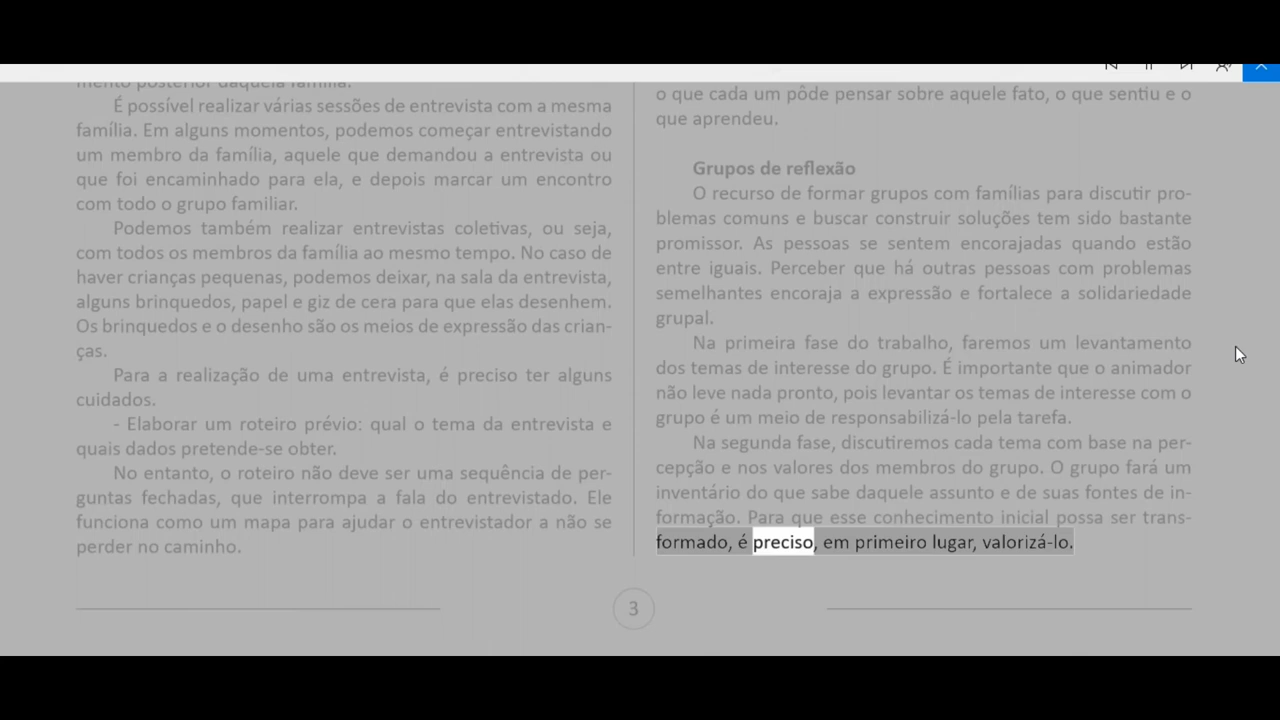 mento posterior daquela família.
É possível realizar várias sessões de entrevista com a mesma
família. Em alguns momentos, podemos começar entrevistando
um membro da família, aquele que demandou a entrevista ou
que foi encaminhado para ela, e depois marcar um encontro
com todo o grupo familiar.
Podemos também realizar entrevistas coletivas, ou seja,
com todos os membros da família ao mesmo tempo. No caso de
haver crianças pequenas, podemos deixar, na sala da entrevista,
alguns brinquedos, papel e giz de cera para que elas desenhem.
Os brinquedos e o desenho são os meios de expressão das crian-
ças.
Para a realização de uma entrevista, é preciso ter alguns
cuidados.
- Elaborar um roteiro prévio: qual o tema da entrevista e
quais dados pretende-se obter.
No entanto, o roteiro não deve ser uma sequência de per-
guntas fechadas, que interrompa a fala do entrevistado. Ele
funciona como um mapa para ajudar o entrevistador a não se
perder no caminho.
o que cada um pôde pensar sobre aquele fato, o que sentiu e o
que aprendeu.
Grupos de reflexão
O recurso de formar grupos com famílias para discutir pro-
blemas comuns e buscar construir soluções tem sido bastante
promissor. As pessoas se sentem encorajadas quando estão
entre iguais. Perceber que há outras pessoas com problemas
semelhantes encoraja a expressão e fortalece a solidariedade
grupal.
Na primeira fase do trabalho, faremos um levantamento
dos temas de interesse do grupo. É importante que o animador
não leve nada pronto, pois levantar os temas de interesse com o
grupo é um meio de responsabilizá-lo pela tarefa.
Na segunda fase, discutiremos cada tema com base na per-
cepção e nos valores dos membros do grupo. O grupo fará um
inventário do que sabe daquele assunto e de suas fontes de in-
formação. Para que esse conhecimento inicial possa ser trans-
formado, é preciso, em primeiro lugar, valorizá-lo.
3